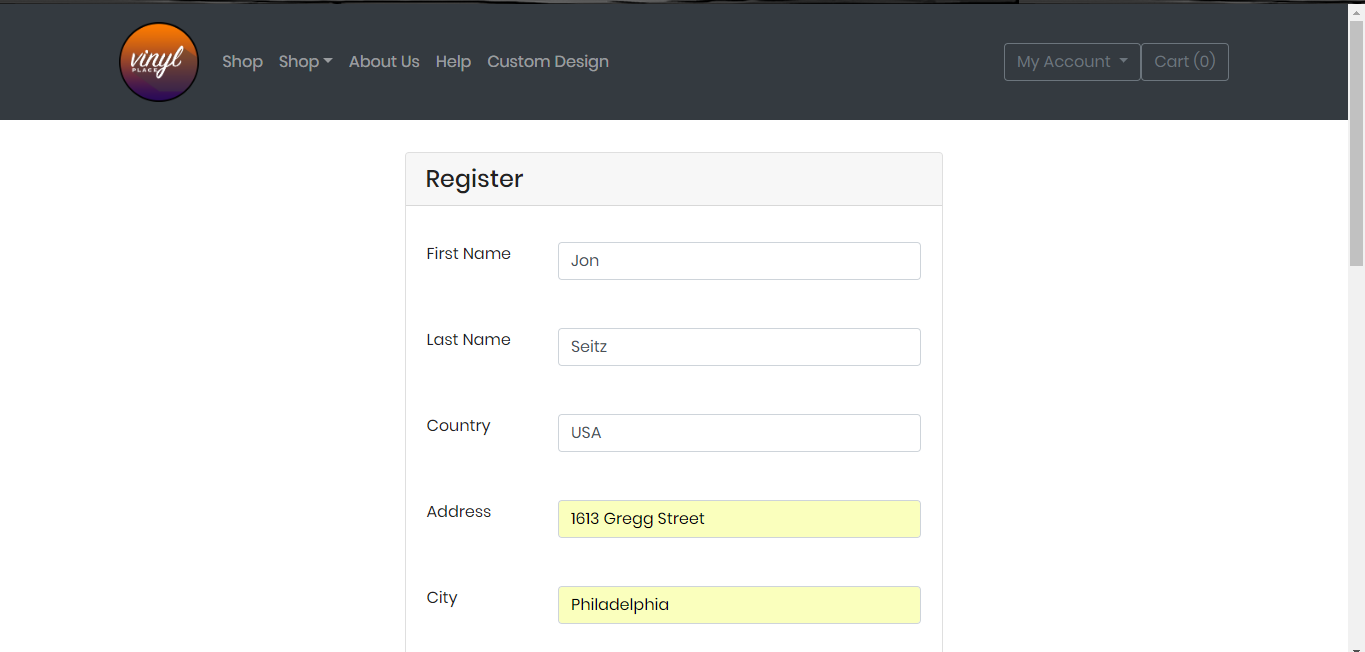 vinyl
PLACE
Shop Shop About Us Help Custom Design My Account Cart (0)
Register
First Name Jon
Last Name Seitz
Country USA
Address 1613 Gregg Street
City Philadelphia